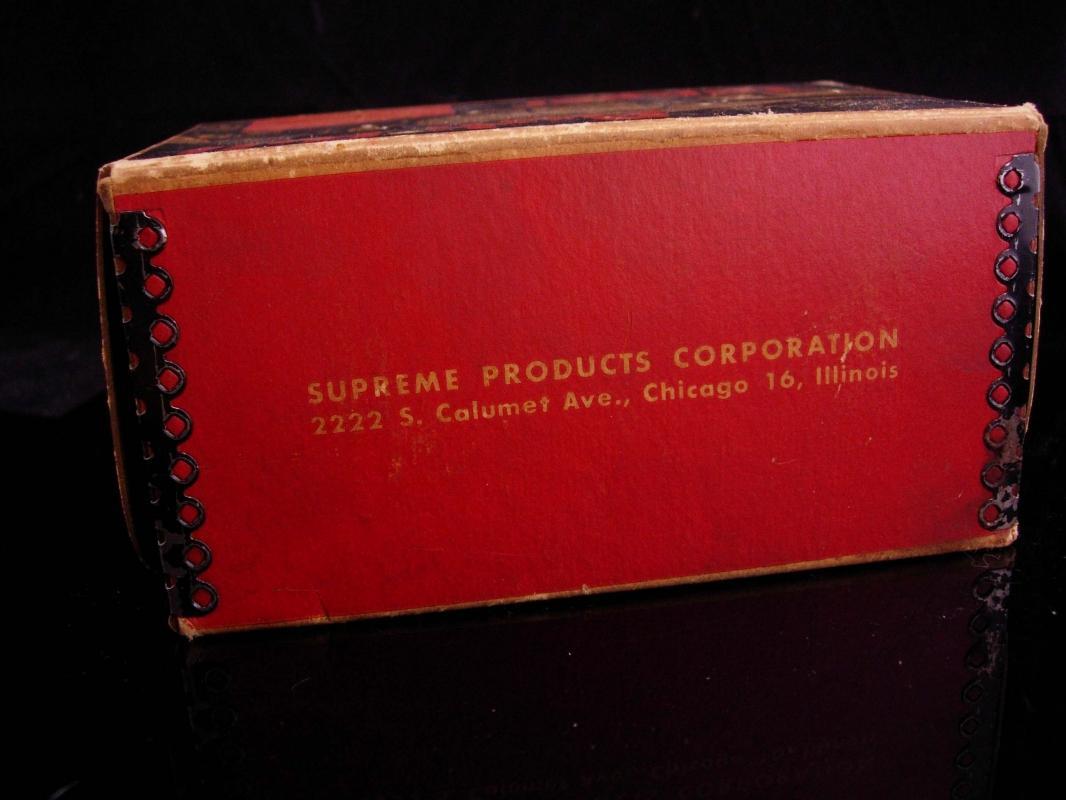 SUPREME PRODUCTS CORPORATION
2222 S. Calumet Ave., Chicago 16, Illinois